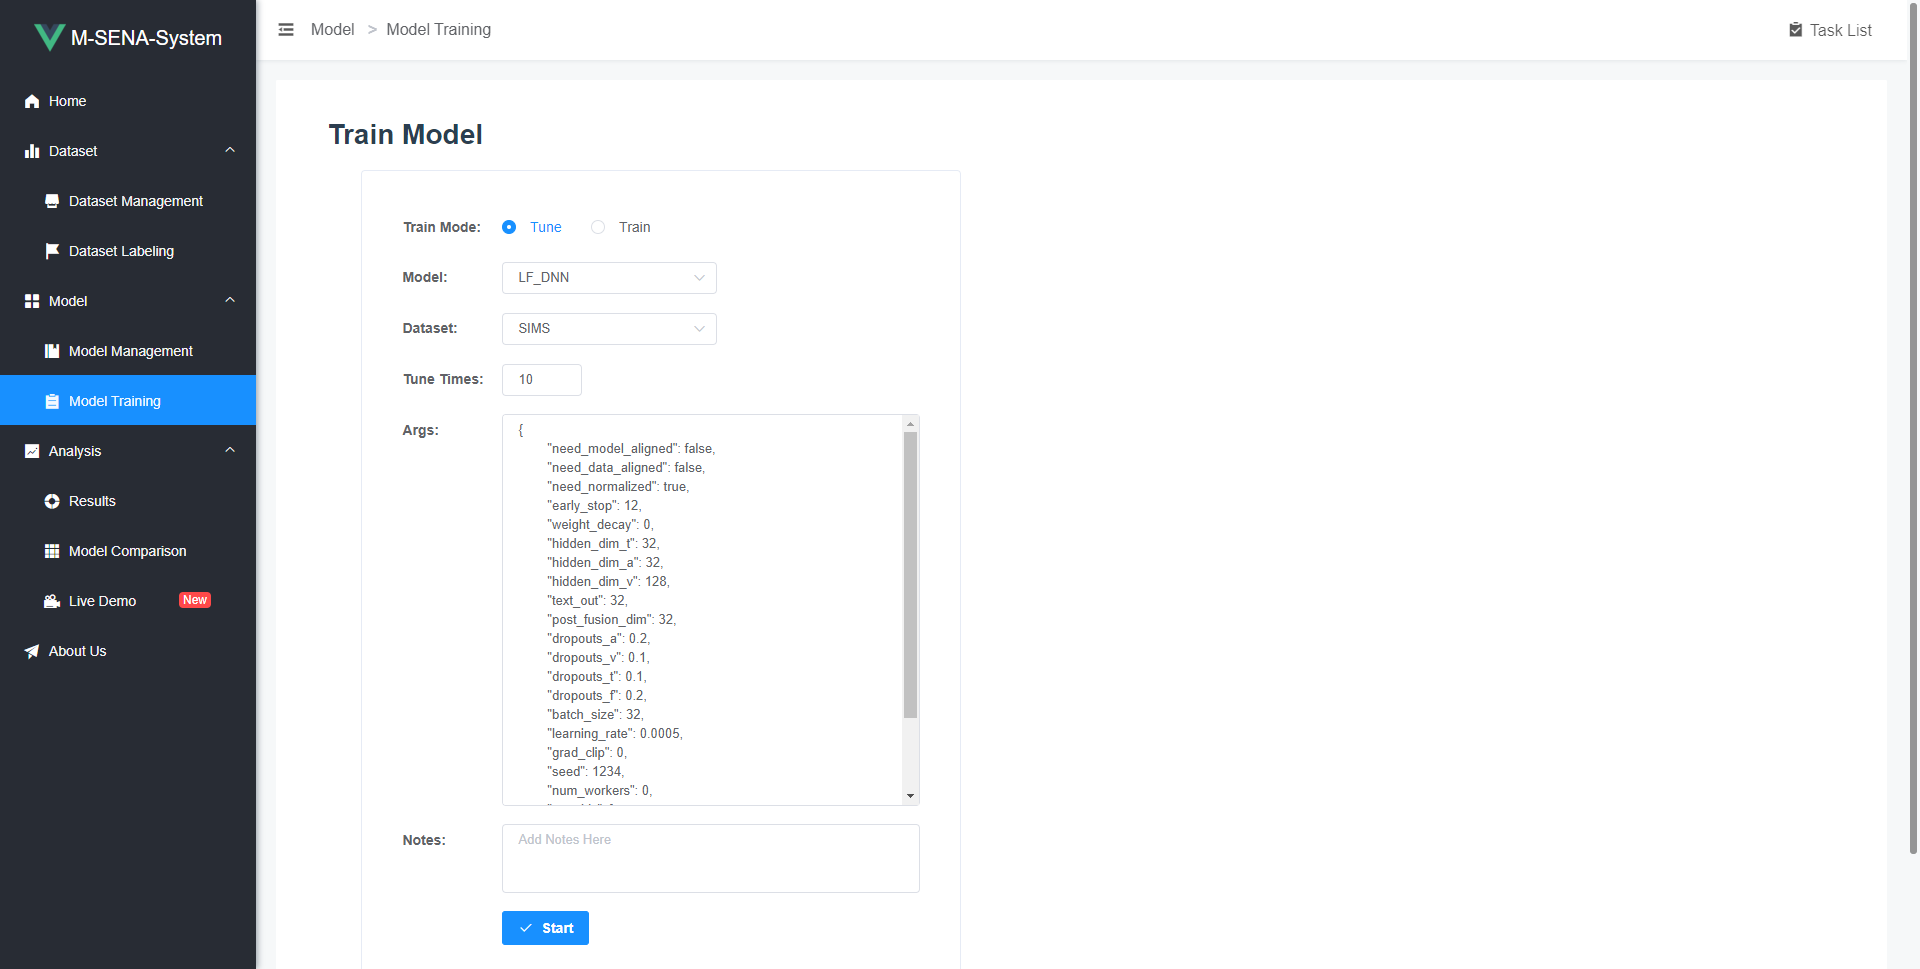 M-SENA-System
Home
Dataset
Dataset Management
Dataset Labeling
Model
Model Management
Model Training
Analysis
Results
Model Comparison
Live Demo New
About Us
Model > Model Training
Task List
Train Model
Train Mode: Tune Train
Model: LF_DNN
Dataset: SIMS
Tune Times: 10
Args: {
"need_model_aligned": false,
"need_data_aligned": false,
"need_normalized": true,
"early_stop": 12,
"weight_decay": 0,
"hidden_dim_t": 32,
"hidden_dim_a": 32,
"hidden_dim_v": 128,
"text_out": 32,
"post_fusion_dim": 32,
"dropouts_a": 0.2,
"dropouts_v": 0.1,
"dropouts_t": 0.1,
"dropouts_f": 0.2,
"batch_size": 32,
"learning_rate": 0.0005,
"grad_clip": 0,
"seed": 1234,
"num_workers": 0,
Notes: Add Notes Here
Start